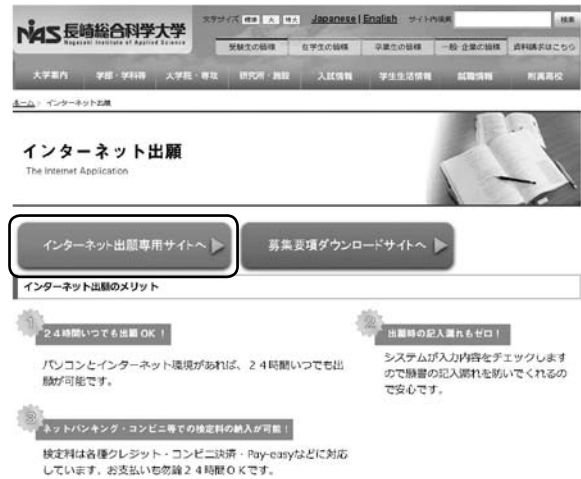 NiAS 長崎総合科学大学
Nagasaki Institute of Applied Science
文字サイズ 標準 大 特大 Japanese | English サイト内検索 検索
受験生の皆様 在学生の皆様 卒業生の皆様 一般・企業の皆様 資料請求はこちら
大学案内 学部・学科等 大学院・専攻 研究所・施設 入試情報 学生生活情報 就職情報 附属高校
ホーム > インターネット出願
インターネット出願
The Internet Application
インターネット出願専用サイトへ 募集要項ダウンロードサイトへ
インターネット出願のメリット
1 24時間いつでも出願OK!
パソコンとインターネット環境があれば、24時間いつでも出
願が可能です。
2 出願時の記入漏れもゼロ!
システムが入力内容をチェックします
ので願書の記入漏れを防いでくれるの
で安心です。
3 ネットバンキング・コンビニ等での検定料の納入が可能!
検定料は各種クレジット・コンビニ決済・Pay-easyなどに対応
しています。お支払いも勿論24時間OKです。